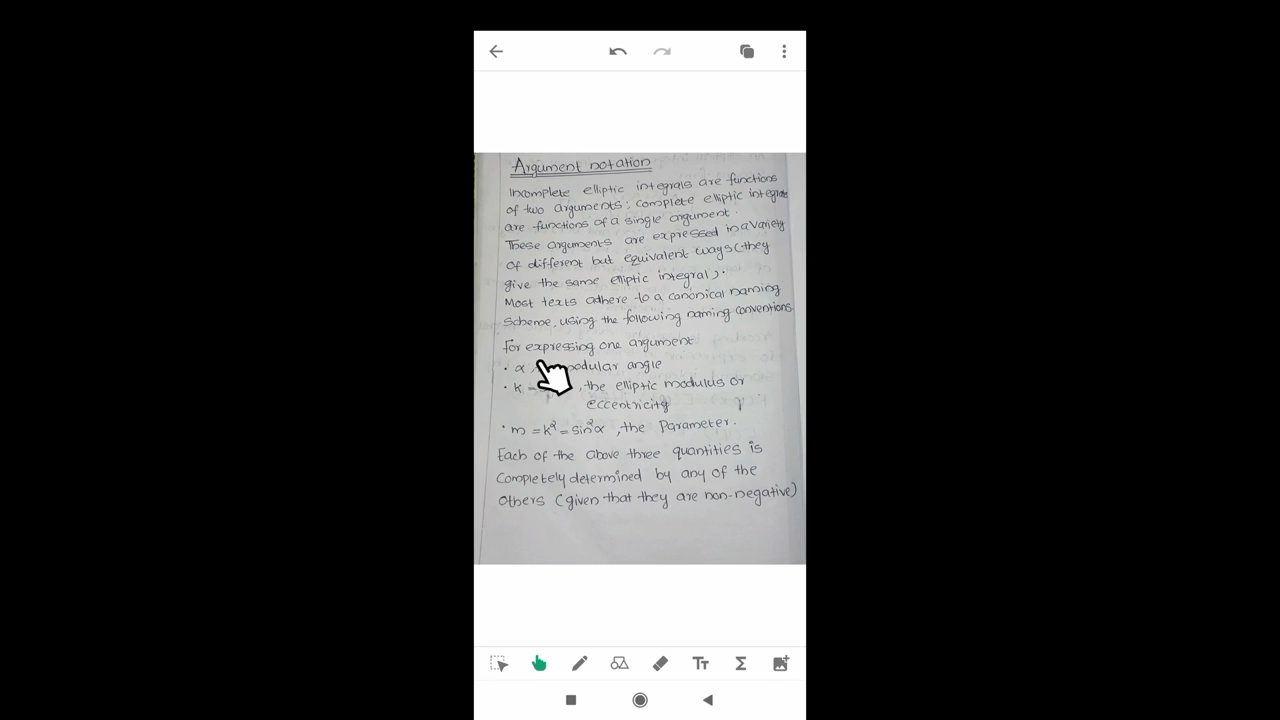 Argument notation
Incomplete elliptic integrals are functions
of two arguments; complete elliptic integrals
are functions of a single argument.
These arguments are expressed in a variety
of different but equivalent ways (they
give the same elliptic integral).
Most texts adhere to a canonical naming
scheme, using the following naming conventions.
For expressing one argument
• α, modular angle
• k = , the elliptic modulus or
eccentricity
• m = k² = sin²α, the parameter.
Each of the above three quantities is
completely determined by any of the
others (given that they are non-negative)
Tт
Σ